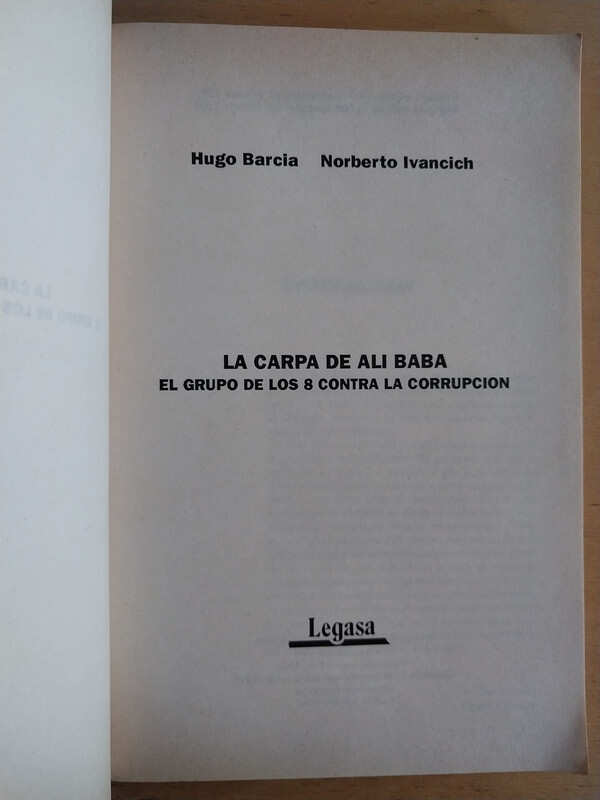 Hugo Barcia Norberto Ivancich
LA CARPA DE ALI BABA
EL GRUPO DE LOS 8 CONTRA LA CORRUPCION
Legasa